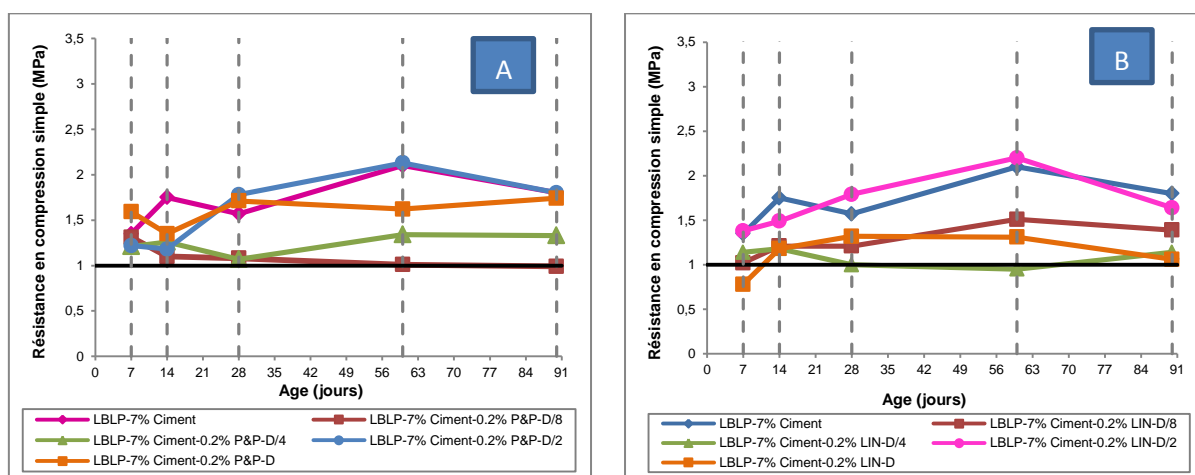 A
Résistance en compression simple (MPa)
3,5
3
2,5
2
1,5
1
0,5
0
0 7 14 21 28 35 42 49 56 63 70 77 84 91
Age (jours)
LBLP-7% Ciment
LBLP-7% Ciment-0.2% P&P-D/8
LBLP-7% Ciment-0.2% P&P-D/4
LBLP-7% Ciment-0.2% P&P-D/2
LBLP-7% Ciment-0.2% P&P-D
B
Résistance en compression simple (MPa)
3,5
3
2,5
2
1,5
1
0,5
0
0 7 14 21 28 35 42 49 56 63 70 77 84 91
Age (jours)
LBLP-7% Ciment
LBLP-7% Ciment-0.2% LIN-D/8
LBLP-7% Ciment-0.2% LIN-D/4
LBLP-7% Ciment-0.2% LIN-D/2
LBLP-7% Ciment-0.2% LIN-D